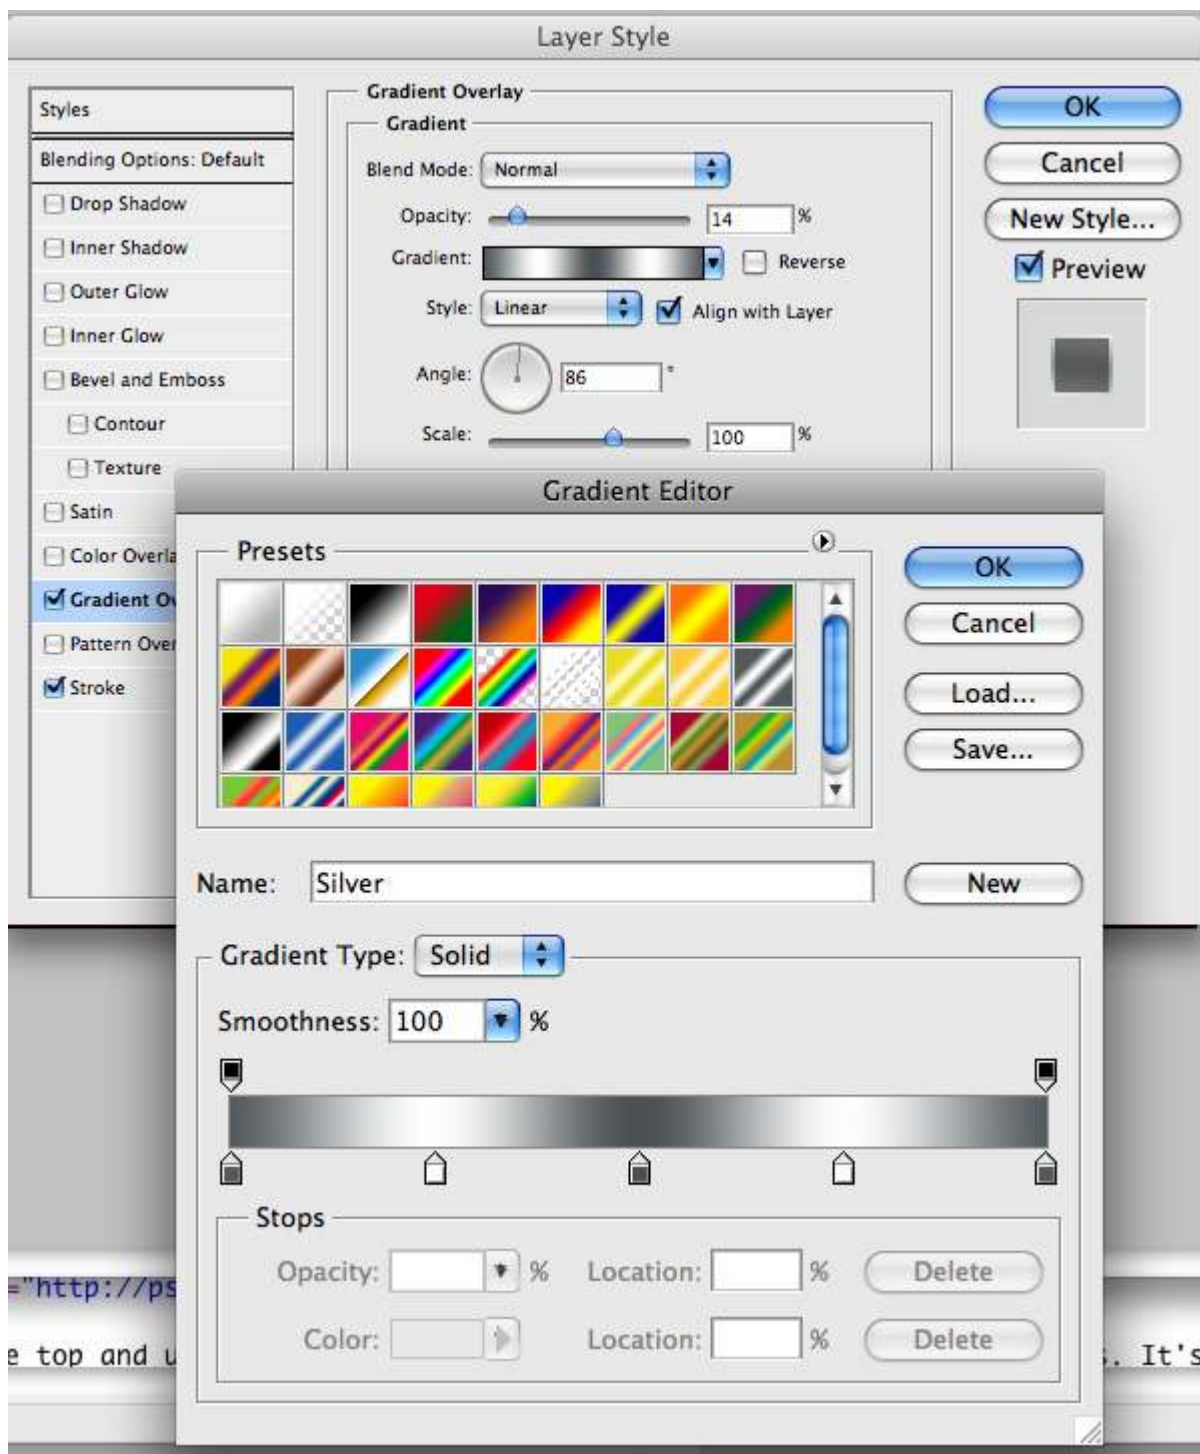 Layer Style
Styles
Blending Options: Default
Drop Shadow
Inner Shadow
Outer Glow
Inner Glow
Bevel and Emboss
Contour
Texture
Satin
Color Overla
Gradient Ov
Pattern Over
Stroke
Gradient Overlay
Gradient
Blend Mode: Normal
Opacity: 14 %
Gradient: Reverse
Style: Linear Align with Layer
Angle: 86 °
Scale: 100 %
OK
Cancel
New Style...
Preview
Gradient Editor
Presets
OK
Cancel
Load...
Save...
Name: Silver
New
Gradient Type: Solid
Smoothness: 100 %
Stops
Opacity: % Location: % Delete
Color: Location: % Delete
="http://ps
e top and u
. It's